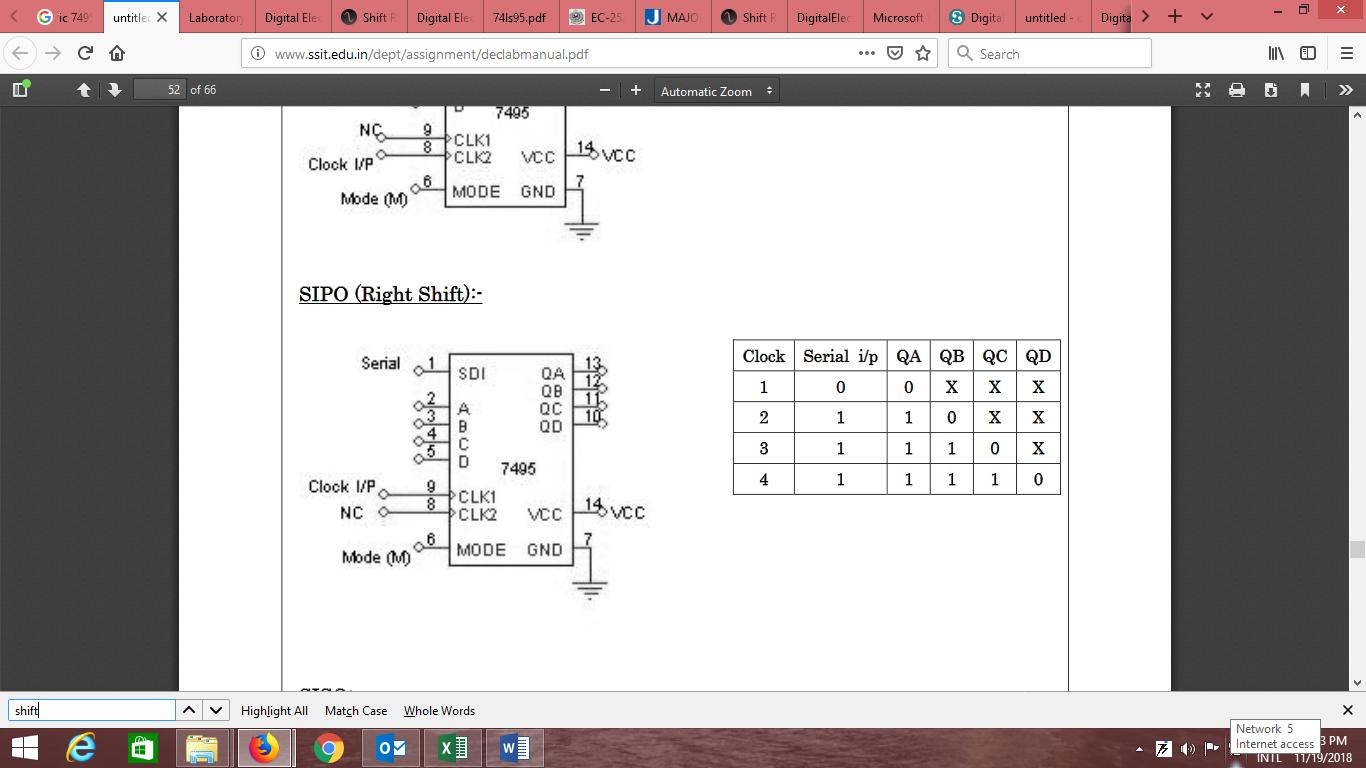 ic 749
untitled
Laboratory
Digital Elec
Shift R
Digital Elec
74ls95.pdf
EC-25
MAJO
Shift R
DigitalElec
Microsoft
Digital
untitled - c
Digita
www.ssit.edu.in/dept/assignment/declabmanual.pdf
Search
52 of 66
Automatic Zoom
7495
NC 9 CLK1
Clock I/P 8 CLK2 VCC 14 VCC
Mode (M) 6 MODE GND 7
SIPO (Right Shift):-
Serial 1 SDI QA 13
QB 12
2 A QC 11
3 B QD 10
4 C
5 D
7495
Clock I/P 9 CLK1
NC 8 CLK2 VCC 14 VCC
Mode (M) 6 MODE GND 7
Clock Serial i/p QA QB QC QD
1 0 0 X X X
2 1 1 0 X X
3 1 1 1 0 X
4 1 1 1 1 0
shift
Highlight All Match Case Whole Words
Network 5
Internet access
3 PM
INTL 11/19/2018